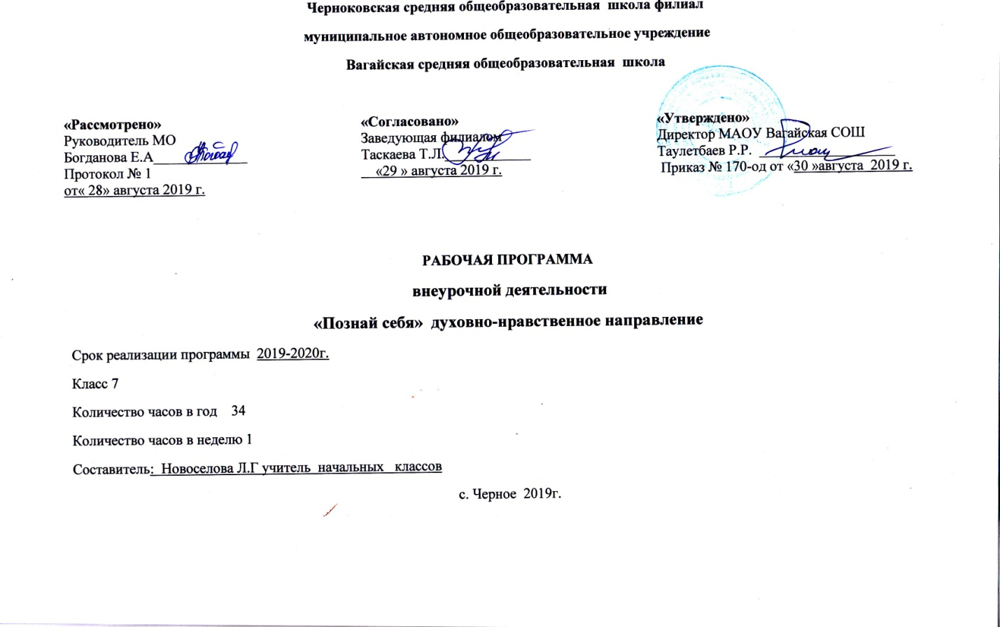 Черноковская средняя общеобразовательная школа филиал
муниципальное автономное общеобразовательное учреждение
Вагайская средняя общеобразовательная школа
«Рассмотрено»
Руководитель МО
Богданова Е.А____________
Протокол № 1
от« 28» августа 2019 г.
«Согласовано»
Заведующая филиалом
Таскаева Т.Л.____________
«29 » августа 2019 г.
«Утверждено»
Директор МАОУ Вагайская СОШ
Таулетбаев Р.Р. ____________
Приказ № 170-од от «30 »августа 2019 г.
РАБОЧАЯ ПРОГРАММА
внеурочной деятельности
«Познай себя» духовно-нравственное направление
Срок реализации программы 2019-2020г.
Класс 7
Количество часов в год 34
Количество часов в неделю 1
Составитель: Новоселова Л.Г учитель начальных классов
с. Черное 2019г.